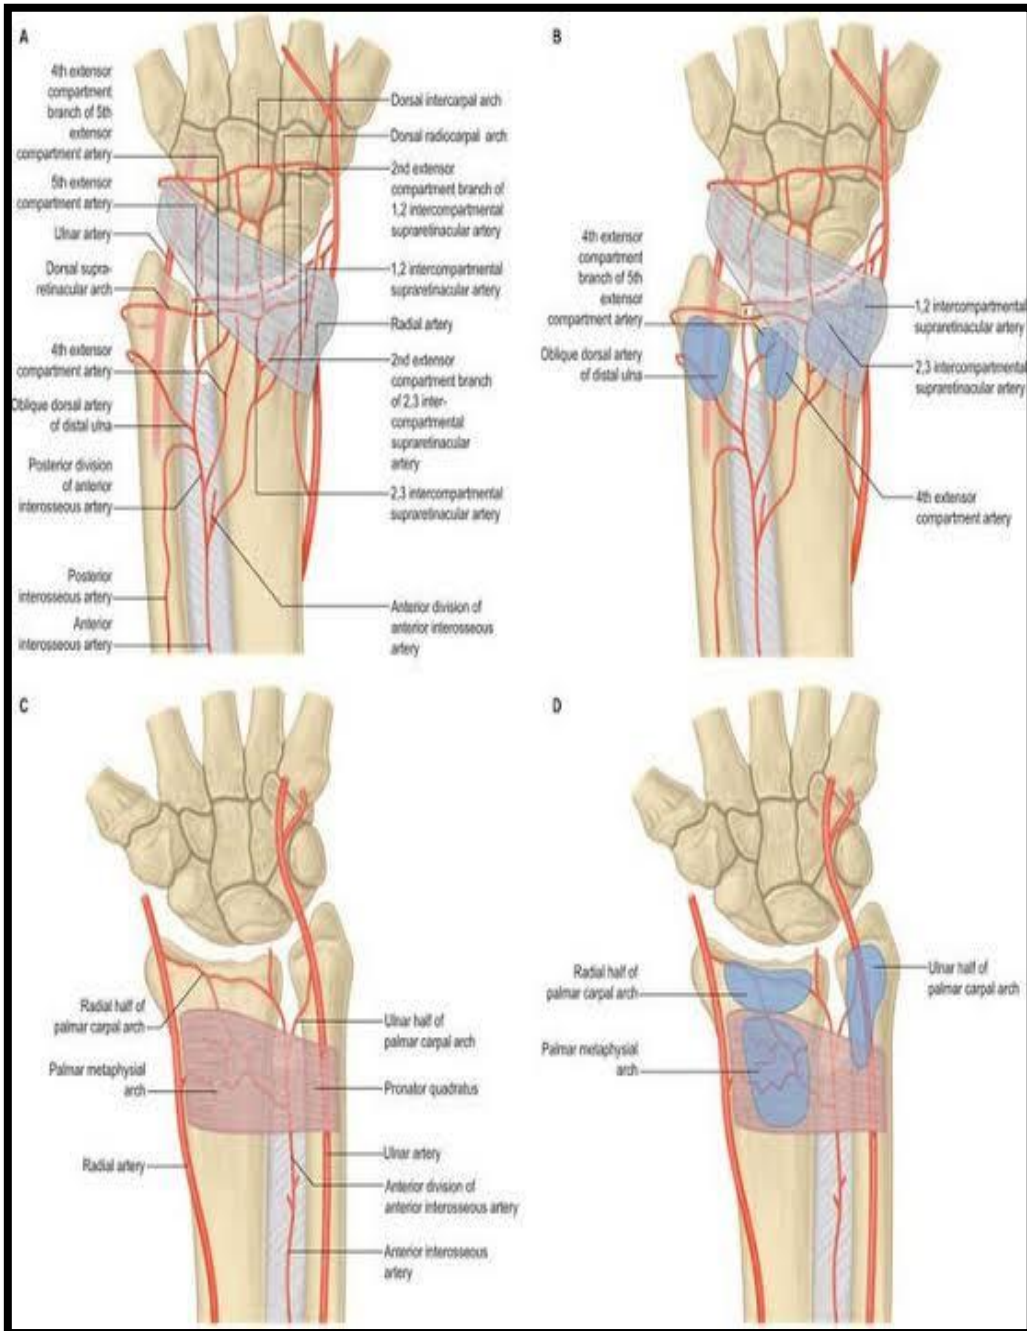 A
4th extensor
compartment
branch of 5th
extensor
compartment artery
5th extensor
compartment artery
Ulnar artery
Dorsal supra-
retinacular arch
4th extensor
compartment artery
Oblique dorsal artery
of distal ulna
Posterior division
of anterior
interosseous artery
Posterior
interosseous artery
Anterior
interosseous artery
Dorsal intercarpal arch
Dorsal radiocarpal arch
2nd extensor
compartment branch of
1,2 intercompartmental
supraretinacular artery
1,2 intercompartmental
supraretinacular artery
Radial artery
2nd extensor
compartment branch
of 2,3 inter-
compartmental
supraretinacular
artery
2,3 intercompartmental
supraretinacular artery
Anterior division of
anterior interosseous
artery
B
4th extensor
compartment
branch of 5th
extensor
compartment artery
Oblique dorsal artery
of distal ulna
1,2 intercompartmental
supraretinacular artery
2,3 intercompartmental
supraretinacular artery
4th extensor
compartment artery
C
Radial half of
palmar carpal arch
Palmar metaphysial
arch
Radial artery
Ulnar half of
palmar carpal arch
Pronator quadratus
Ulnar artery
Anterior division of
anterior interosseous artery
Anterior interosseous
artery
D
Radial half of
palmar carpal arch
Palmar metaphysial
arch
Ulnar half of
palmar carpal arch